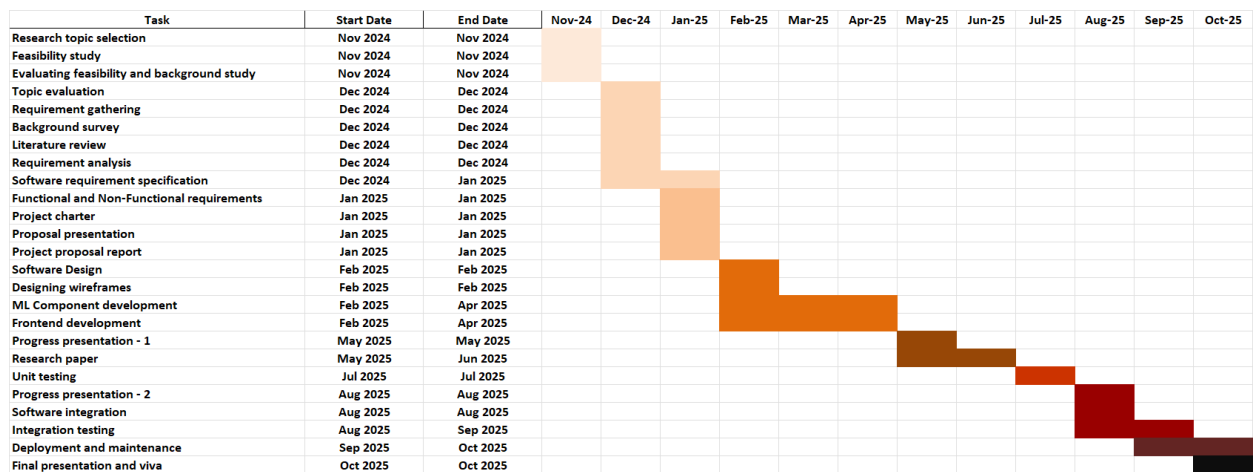 Task Start Date End Date Nov-24 Dec-24 Jan-25 Feb-25 Mar-25 Apr-25 May-25 Jun-25 Jul-25 Aug-25 Sep-25 Oct-25
Research topic selection Nov 2024 Nov 2024
Feasibility study Nov 2024 Nov 2024
Evaluating feasibility and background study Nov 2024 Nov 2024
Topic evaluation Dec 2024 Dec 2024
Requirement gathering Dec 2024 Dec 2024
Background survey Dec 2024 Dec 2024
Literature review Dec 2024 Dec 2024
Requirement analysis Dec 2024 Dec 2024
Software requirement specification Dec 2024 Jan 2025
Functional and Non-Functional requirements Jan 2025 Jan 2025
Project charter Jan 2025 Jan 2025
Proposal presentation Jan 2025 Jan 2025
Project proposal report Jan 2025 Jan 2025
Software Design Feb 2025 Feb 2025
Designing wireframes Feb 2025 Feb 2025
ML Component development Feb 2025 Apr 2025
Frontend development Feb 2025 Apr 2025
Progress presentation - 1 May 2025 May 2025
Research paper May 2025 Jun 2025
Unit testing Jul 2025 Jul 2025
Progress presentation - 2 Aug 2025 Aug 2025
Software integration Aug 2025 Aug 2025
Integration testing Aug 2025 Sep 2025
Deployment and maintenance Sep 2025 Oct 2025
Final presentation and viva Oct 2025 Oct 2025